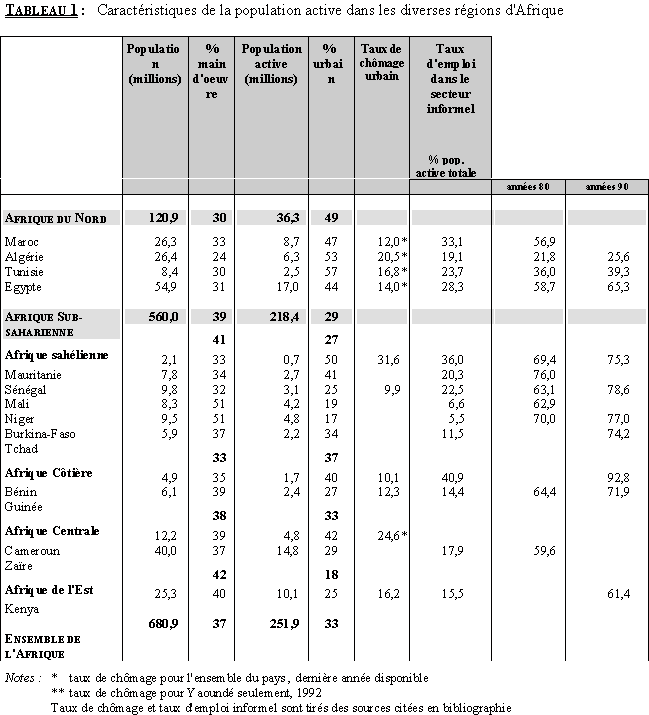 TABLEAU 1 : Caractéristiques de la population active dans les diverses régions d'Afrique
Populatio % Population % Taux de Taux
n main active urbai chômage d'emploi
(millions) d'oeuv (millions) n urbain dans le
re secteur
informel
% pop.
active totale
années 80 années 90
AFRIQUE DU NORD 120,9 30 36,3 49
Maroc 26,3 33 8,7 47 12,0* 33,1 56,9
Algérie 26,4 24 6,3 53 20,5* 19,1 21,8 25,6
Tunisie 8,4 30 2,5 57 16,8* 23,7 36,0 39,3
Egypte 54,9 31 17,0 44 14,0* 28,3 58,7 65,3
AFRIQUE SUB- 560,0 39 218,4 29
SAHARIENNE 41 27
Afrique sahélienne 2,1 33 0,7 50 31,6 36,0 69,4 75,3
Mauritanie 7,8 34 2,7 41 20,3 76,0
Sénégal 9,8 32 3,1 25 9,9 22,5 63,1 78,6
Mali 8,3 51 4,2 19 6,6 62,9
Niger 9,5 51 4,8 17 5,5 70,0 77,0
Burkina-Faso 5,9 37 2,2 34 11,5 74,2
Tchad 33 37
Afrique Côtière 4,9 35 1,7 40 10,1 40,9 92,8
Bénin 6,1 39 2,4 27 12,3 14,4 64,4 71,9
Guinée 38 33
Afrique Centrale 12,2 39 4,8 42 24,6*
Cameroun 40,0 37 14,8 29 17,9 59,6
Zaïre 42 18
Afrique de l'Est 25,3 40 10,1 25 16,2 15,5 61,4
Kenya
680,9 37 251,9 33
ENSEMBLE DE
L'AFRIQUE
Notes : * taux de chômage pour l'ensemble du pays, dernière année disponible
** taux de chômage pour Yaoundé seulement, 1992
Taux de chômage et taux d'emploi informel sont tirés des sources citées en bibliographie